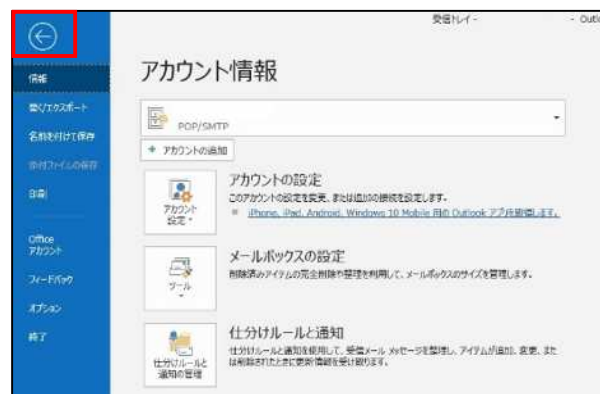 受信トレイ - - Outlo
情報
開く/エクスポート
名前を付けて保存
添付ファイルの保存
印刷
Office
アカウント
フィードバック
オプション
終了
アカウント情報
POP/SMTP
+ アカウントの追加
アカウント
設定
アカウントの設定
このアカウントの設定を変更、または追加の接続を設定します。
iPhone、iPad、Android、Windows 10 Mobile 用の Outlook アプリを取得します。
ツール
メールボックスの設定
削除済みアイテムの完全削除や整理を利用して、メールボックスのサイズを管理します。
仕分けルールと
通知の管理
仕分けルールと通知
仕分けルールと通知を使用して、受信メール メッセージを整理し、アイテムが追加、変更、また
は削除されたときに更新情報を受け取ります。